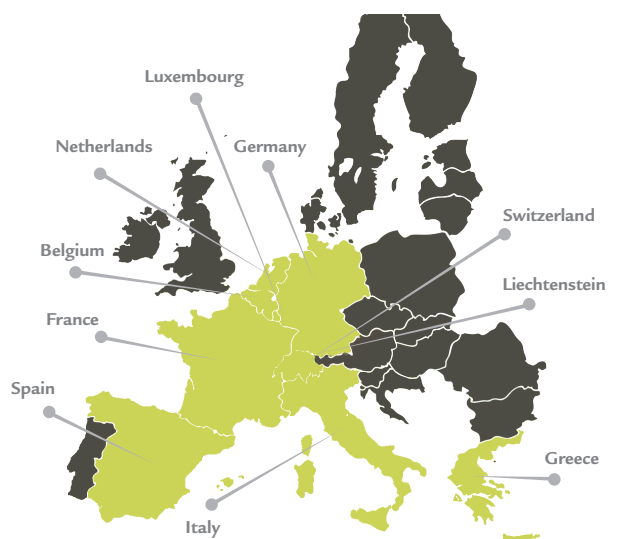 Luxembourg
Netherlands
Germany
Switzerland
Belgium
Liechtenstein
France
Spain
Greece
Italy